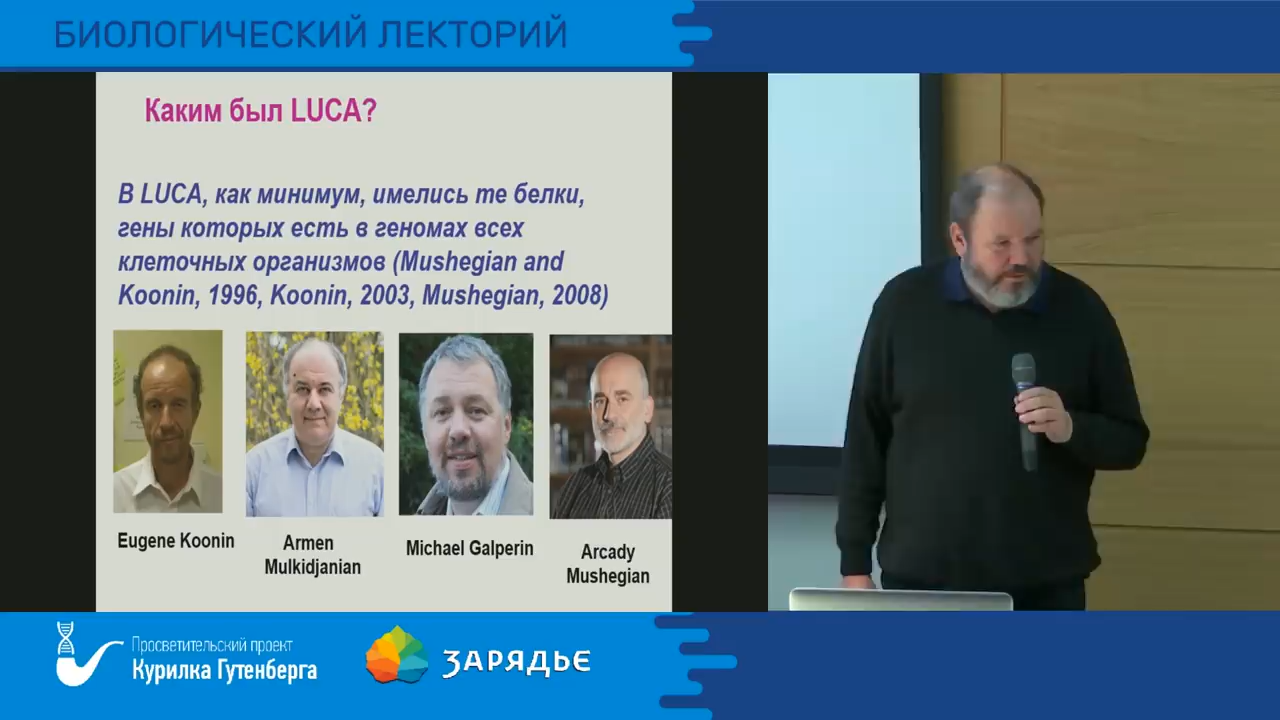 БИОЛОГИЧЕСКИЙ ЛЕКТОРИЙ
Каким был LUCA?
В LUCA, как минимум, имелись те белки,
гены которых есть в геномах всех
клеточных организмов (Mushegian and
Koonin, 1996, Koonin, 2003, Mushegian, 2008)
Eugene Koonin
Armen
Mulkidjanian
Michael Galperin
Arcady
Mushegian
Просветительский проект
Курилка Гутенберга
ЗАРЯДЬЕ